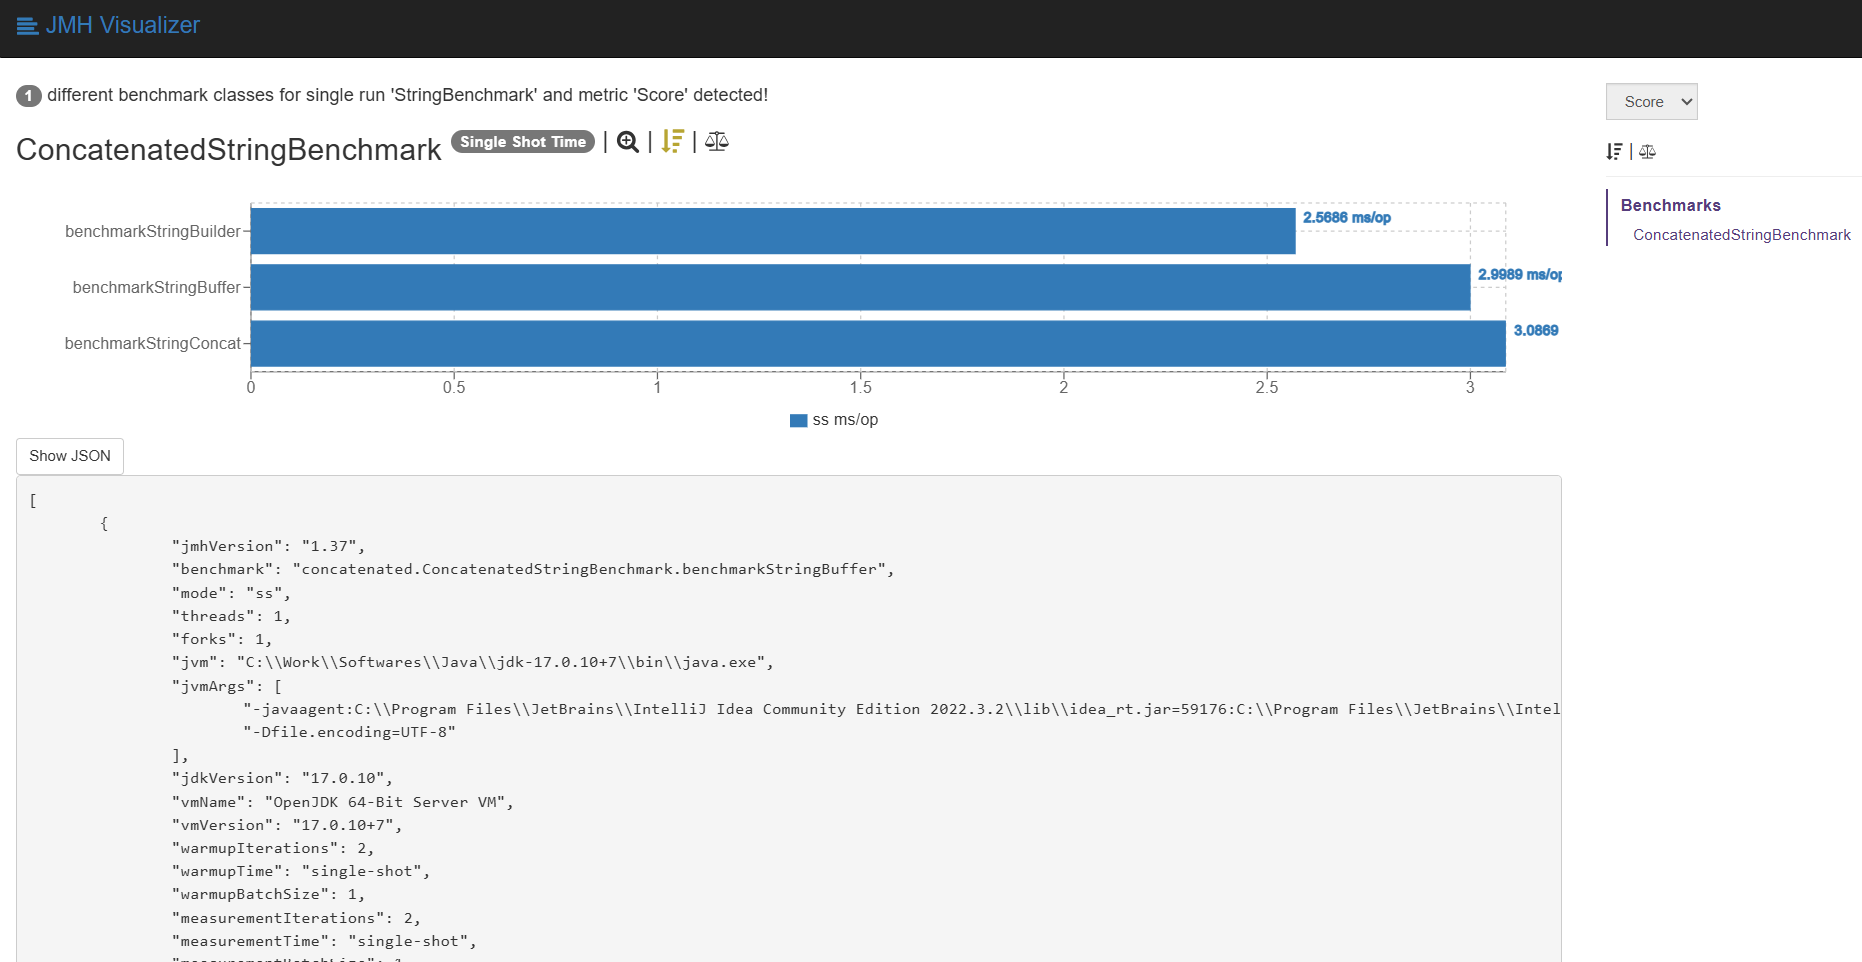 JMH Visualizer
1 different benchmark classes for single run 'StringBenchmark' and metric 'Score' detected!
Score
ConcatenatedStringBenchmark Single Shot Time | | |
|
Benchmarks
ConcatenatedStringBenchmark
benchmarkStringBuilder 2.5686 ms/op
benchmarkStringBuffer 2.9989 ms/op
benchmarkStringConcat 3.0869
0 0.5 1 1.5 2 2.5 3
ss ms/op
Show JSON
[
{
"jmhVersion": "1.37",
"benchmark": "concatenated.ConcatenatedStringBenchmark.benchmarkStringBuffer",
"mode": "ss",
"threads": 1,
"forks": 1,
"jvm": "C:\\Work\\Softwares\\Java\\jdk-17.0.10+7\\bin\\java.exe",
"jvmArgs": [
"-javaagent:C:\\Program Files\\JetBrains\\IntelliJ Idea Community Edition 2022.3.2\\lib\\idea_rt.jar=59176:C:\\Program Files\\JetBrains\\Intel
"-Dfile.encoding=UTF-8"
],
"jdkVersion": "17.0.10",
"vmName": "OpenJDK 64-Bit Server VM",
"vmVersion": "17.0.10+7",
"warmupIterations": 2,
"warmupTime": "single-shot",
"warmupBatchSize": 1,
"measurementIterations": 2,
"measurementTime": "single-shot",